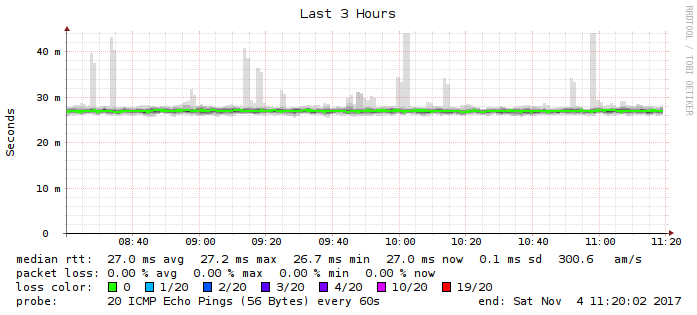 Last 3 Hours
RRDTOOL / TOBI OETIKER
Seconds
40 m
30 m
20 m
10 m
0
08:40 09:00 09:20 09:40 10:00 10:20 10:40 11:00 11:20
median rtt: 27.0 ms avg 27.2 ms max 26.7 ms min 27.0 ms now 0.1 ms sd 300.6 am/s
packet loss: 0.00 % avg 0.00 % max 0.00 % min 0.00 % now
loss color: 0 1/20 2/20 3/20 4/20 10/20 19/20
probe: 20 ICMP Echo Pings (56 Bytes) every 60s end: Sat Nov 4 11:20:02 2017